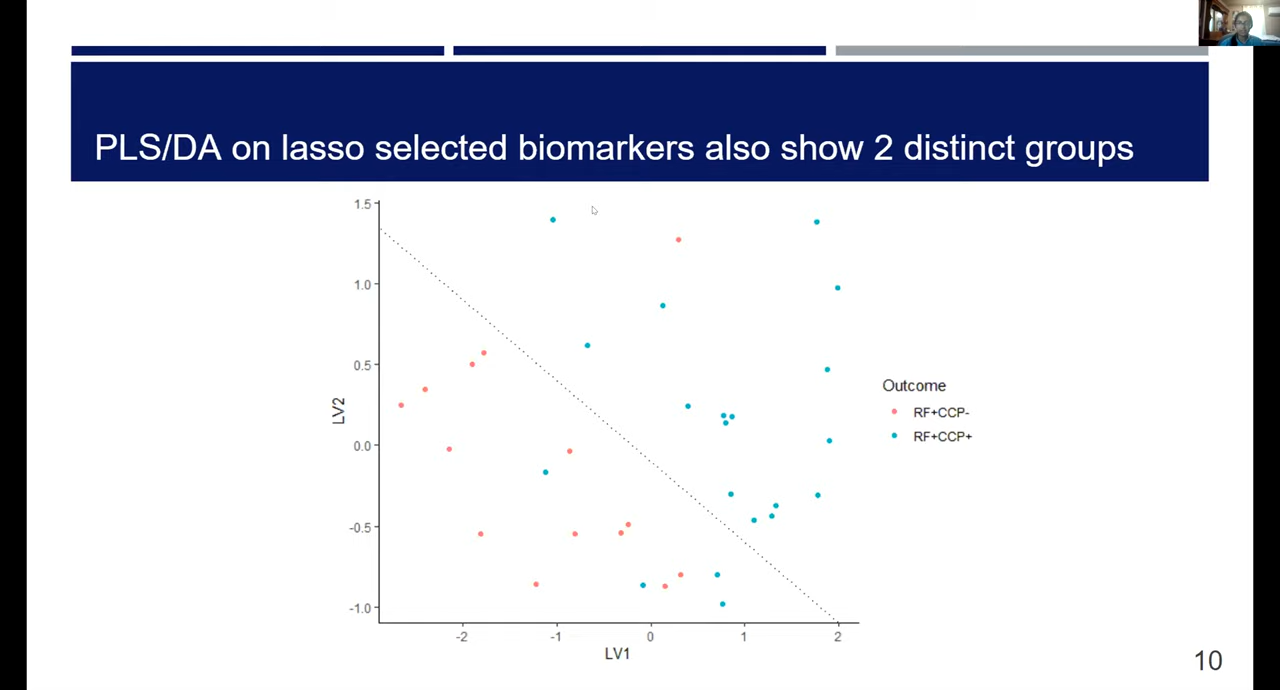 PLS/DA on lasso selected biomarkers also show 2 distinct groups
1.5
1.0
0.5
0.0
-0.5
-1.0
LV2
-2
-1
0
1
2
LV1
Outcome
RF+CCP-
RF+CCP+
10